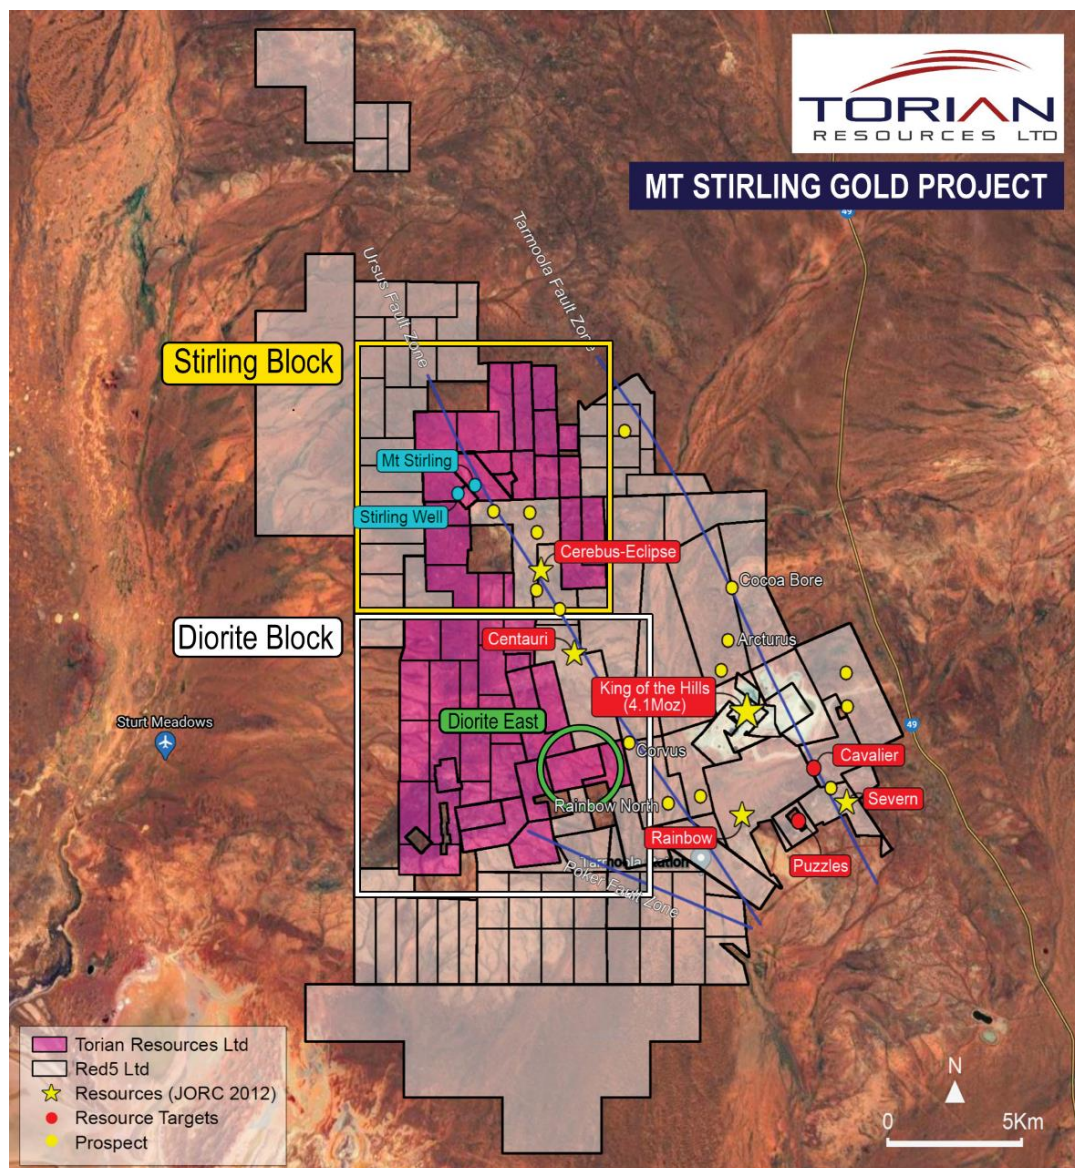 TORIAN
RESOURCES LTD
MT STIRLING GOLD PROJECT
49
Tarmoola Fault Zone
Ursus Fault Zone
Stirling Block
Mt Stirling
Stirling Well
Cerebus-Eclipse
Cocoa Bore
Diorite Block
Centauri
Arcturus
King of the Hills
(4.1Moz)
Diorite East
Sturt Meadows
49
Corvus
Cavalier
Rainbow North
Severn
Rainbow
Tarmoola Station
Puzzles
Poker Fault Zone
Torian Resources Ltd
Red5 Ltd
Resources (JORC 2012)
Resource Targets
Prospect
N
0 5Km